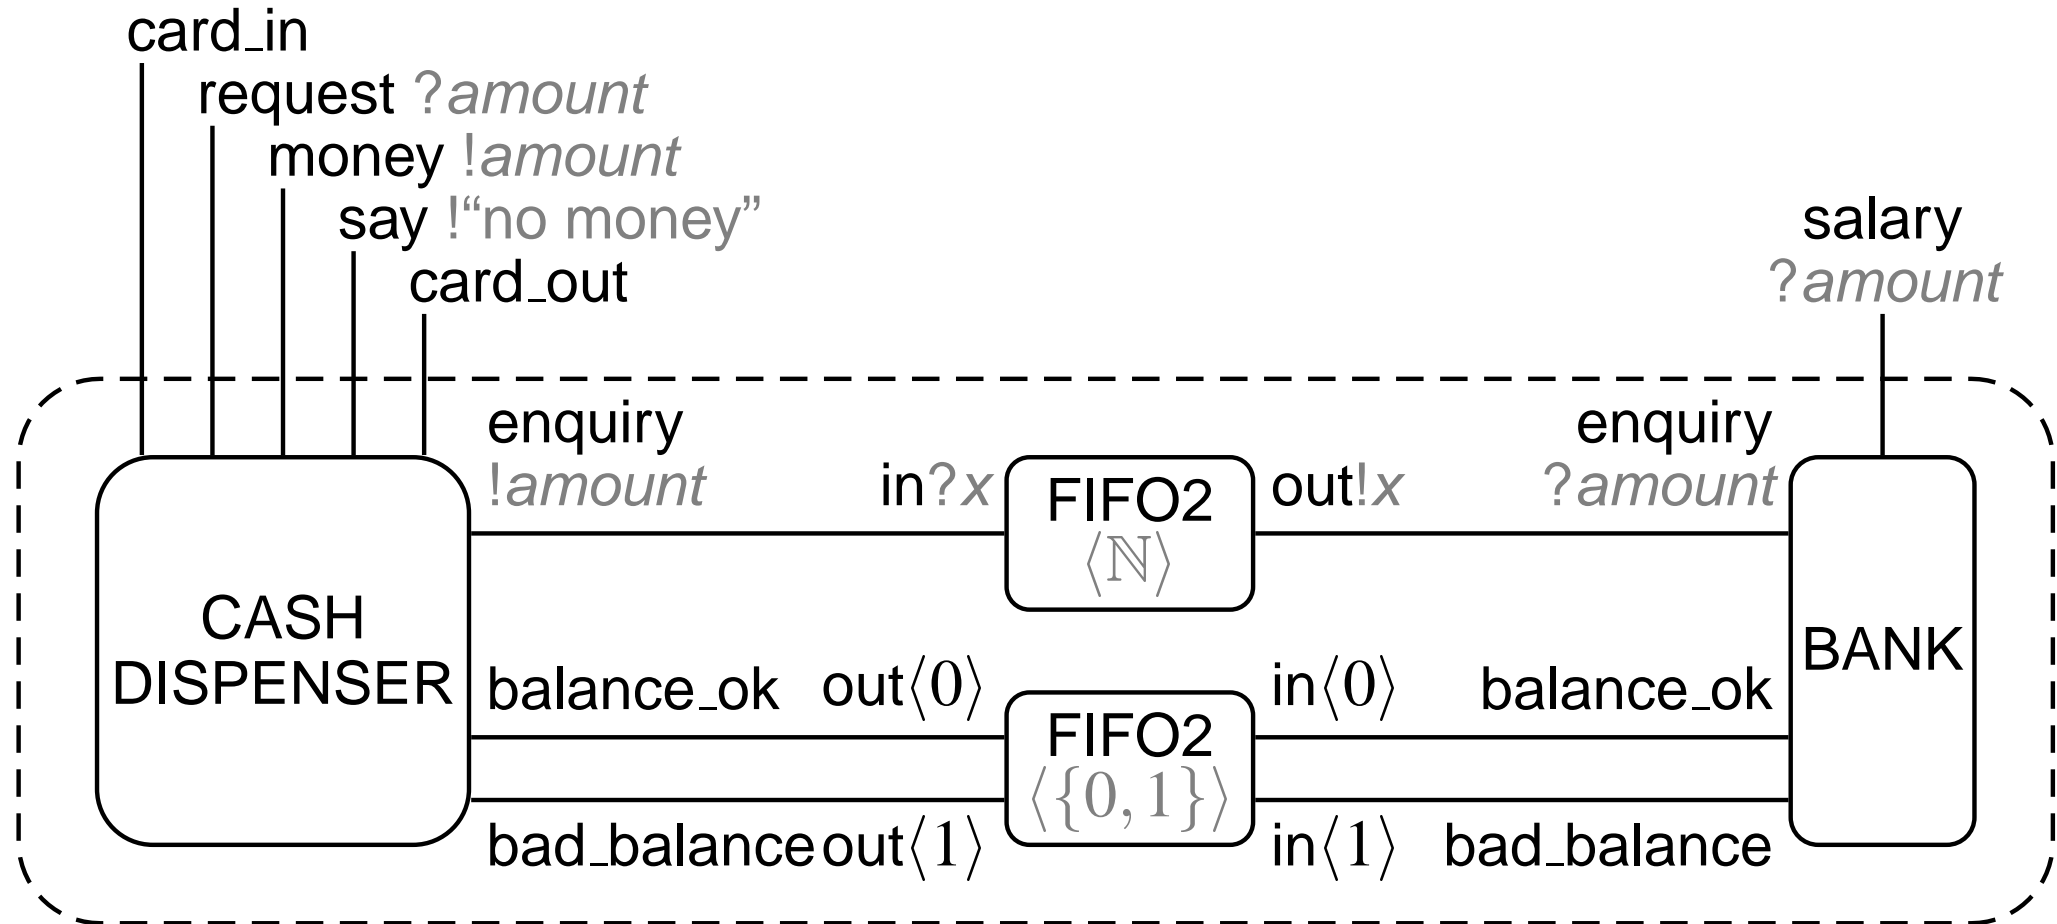 card_in
request ?amount
money !amount
say !“no money”
card_out
salary
?amount
enquiry
!amount
in?x
FIFO2
⟨ℕ⟩
out!x
enquiry
?amount
CASH
DISPENSER
balance_ok
out⟨0⟩
bad_balance
out⟨1⟩
FIFO2
⟨{0,1}⟩
in⟨0⟩
balance_ok
in⟨1⟩
bad_balance
BANK